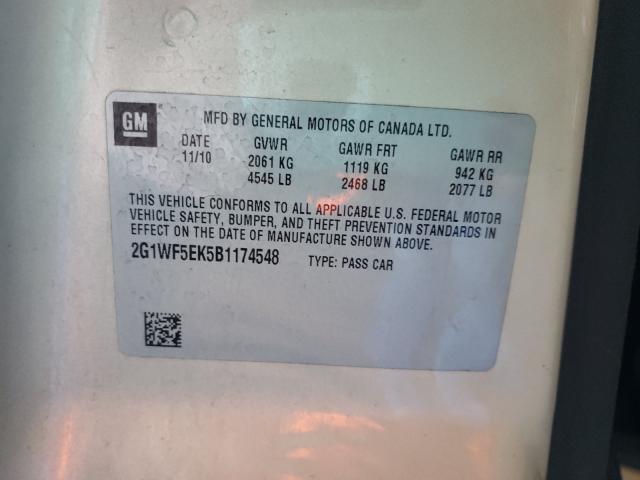 GM
MFD BY GENERAL MOTORS OF CANADA LTD.
DATE GVWR GAWR FRT GAWR RR
11/10 2061 KG 1119 KG 942 KG
4545 LB 2468 LB 2077 LB
THIS VEHICLE CONFORMS TO ALL APPLICABLE U.S. FEDERAL MOTOR
VEHICLE SAFETY, BUMPER, AND THEFT PREVENTION STANDARDS IN
EFFECT ON THE DATE OF MANUFACTURE SHOWN ABOVE.
2G1WF5EK5B1174548 TYPE: PASS CAR